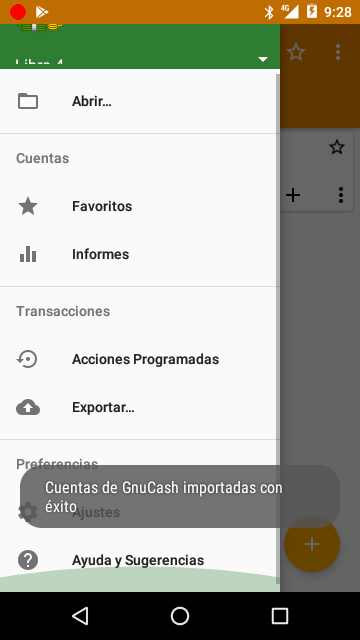 4G
9:28
Libro 4
Abrir...
Cuentas
Favoritos
Informes
Transacciones
Acciones Programadas
Exportar...
Preferencias
Cuentas de GnuCash importadas con
éxito
Ajustes
Ayuda y Sugerencias